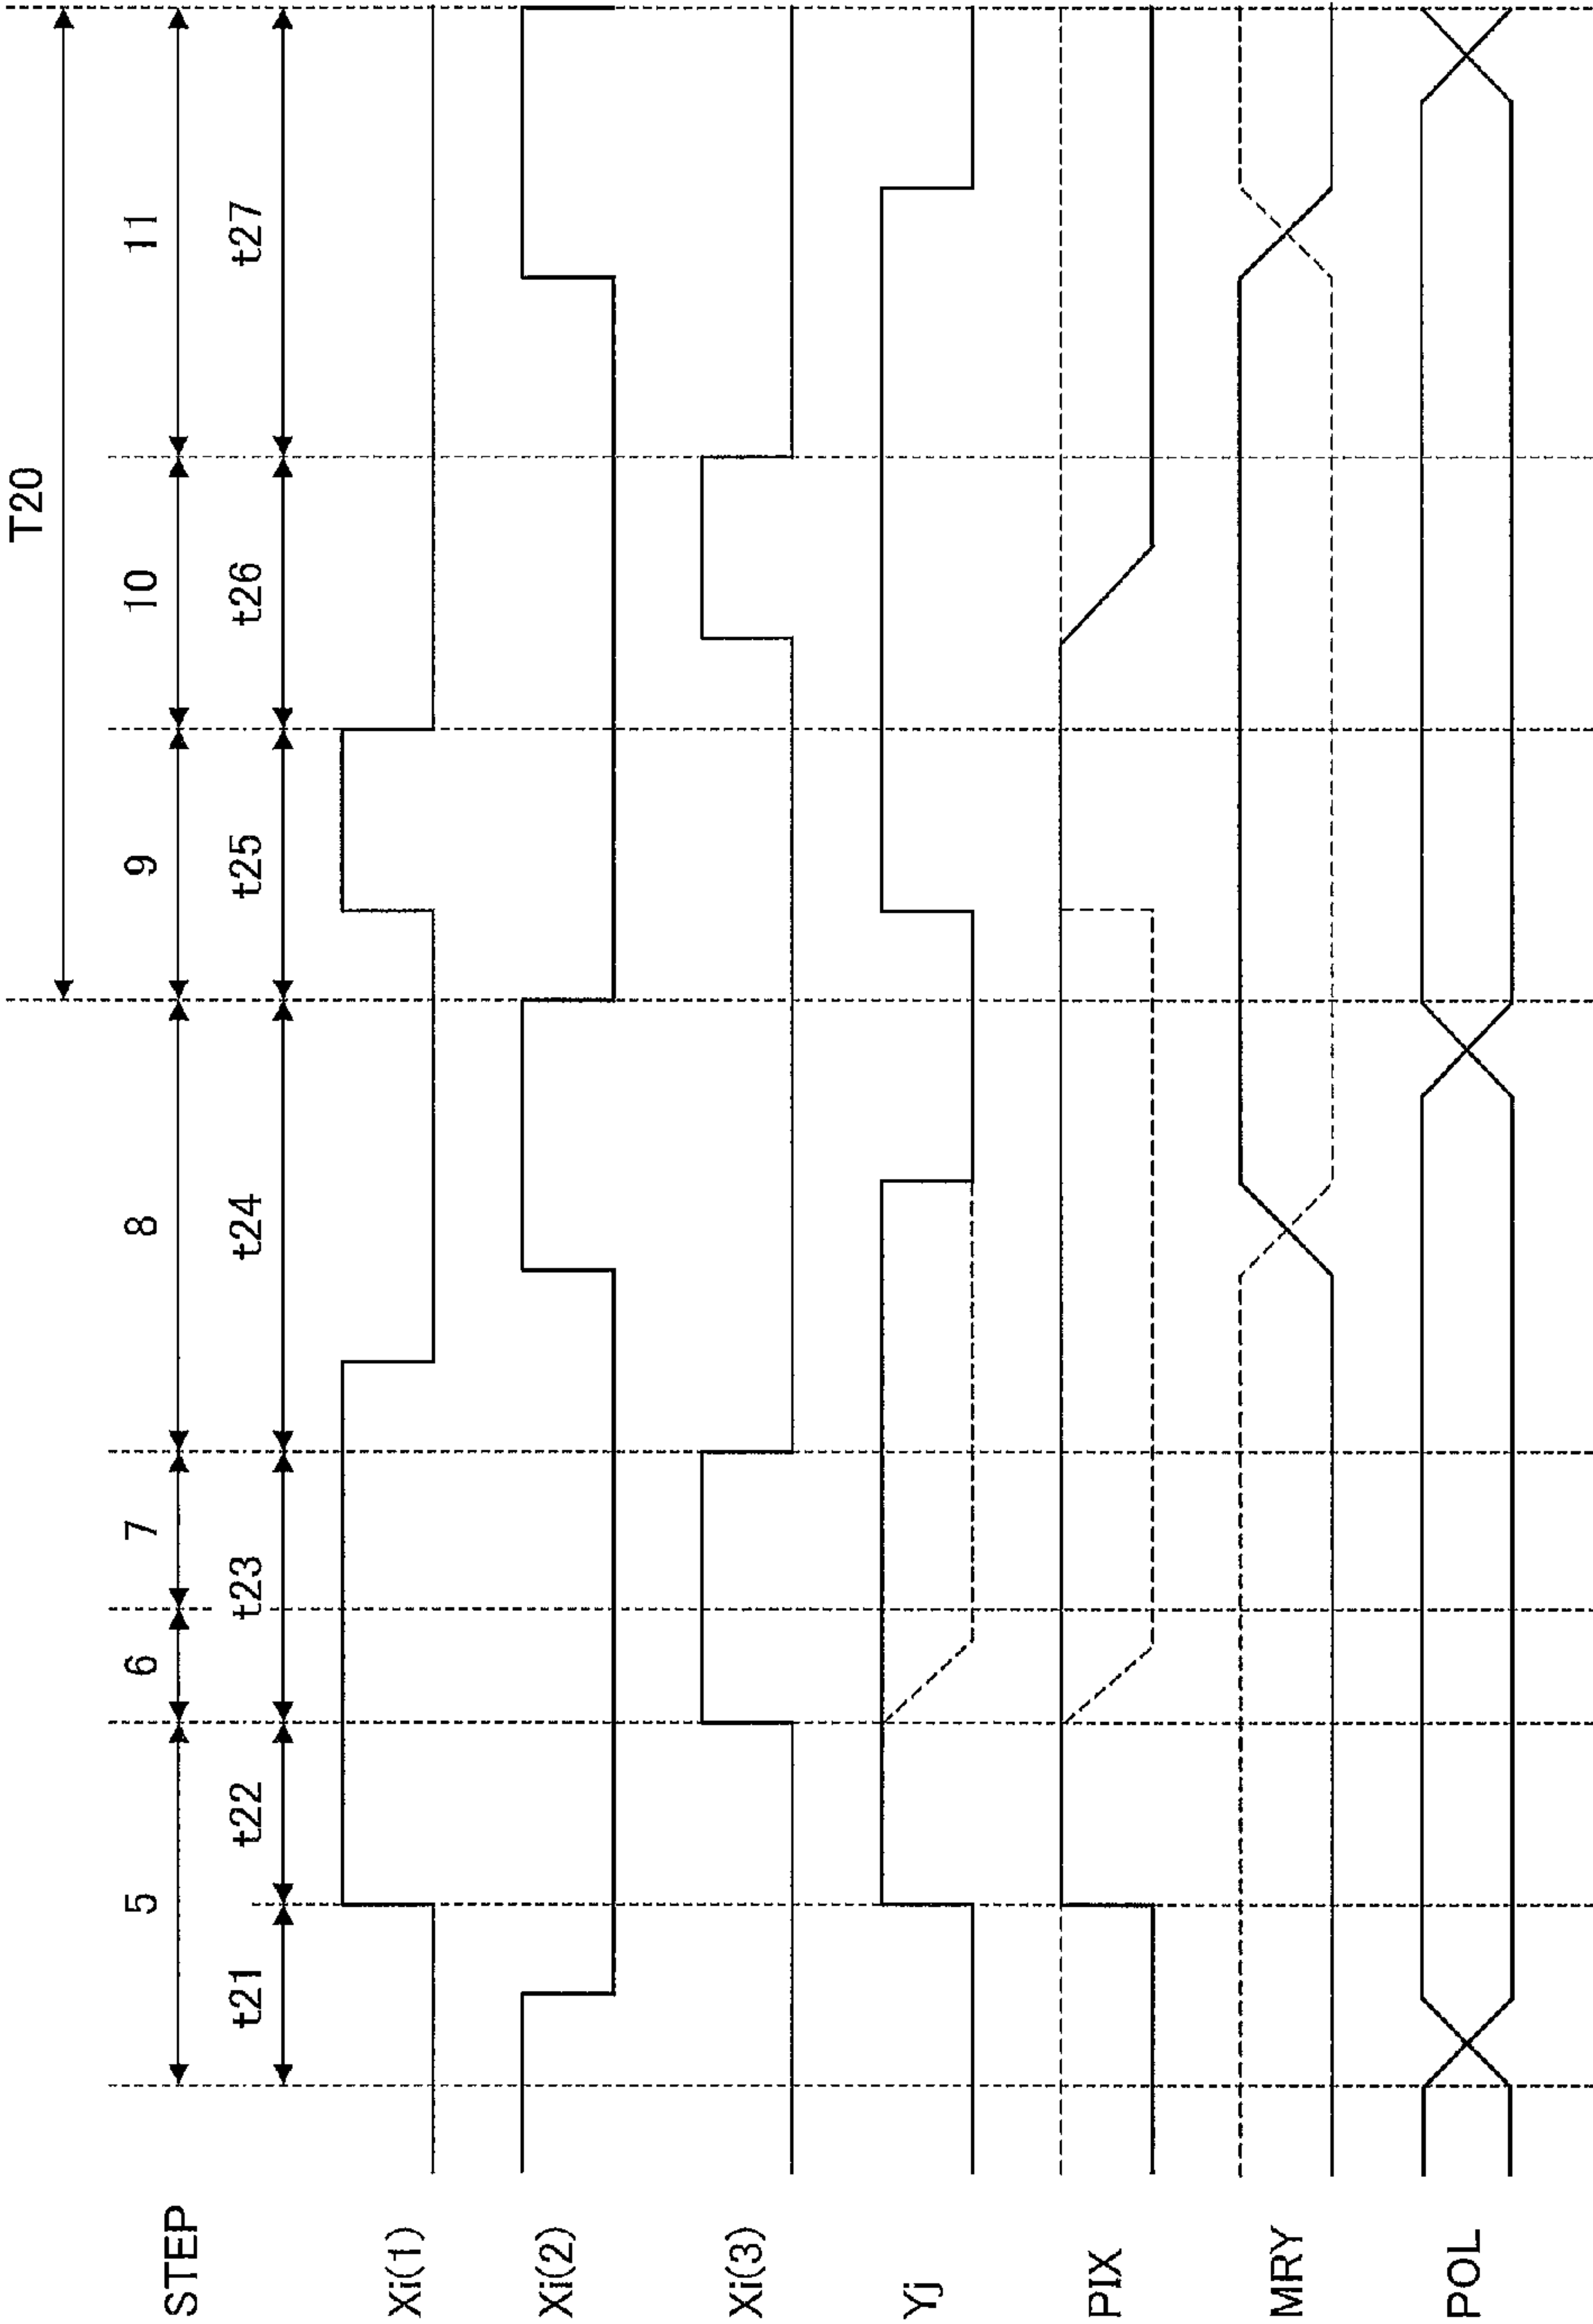 T20
STEP 5 6 7 8 9 10 11
t21 t22 t23 t24 t25 t26 t27
Xi(1)
Xi(2)
Xi(3)
Yj
PIX
MRY
POL